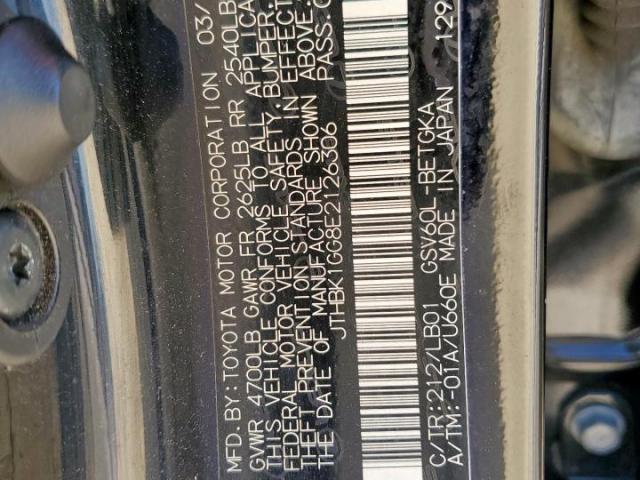 MFD.BY:TOYOTA MOTOR CORPORATION 03/
GVWR 4700LB GAWR FR 2625LB RR 2540LB
THIS VEHICLE CONFORMS TO ALL APPLICA
FEDERAL MOTOR VEHICLE SAFETY,BUMPER,
THEFT PREVENTION STANDARDS IN EFFECT
THE DATE OF MANUFACTURE SHOWN ABOVE.
JTHBK1GG8E2126306 PASS.C
C/TR:212/LB01 GSV60L-BETGKA 129
A/TM:-01A/U660E MADE IN JAPAN